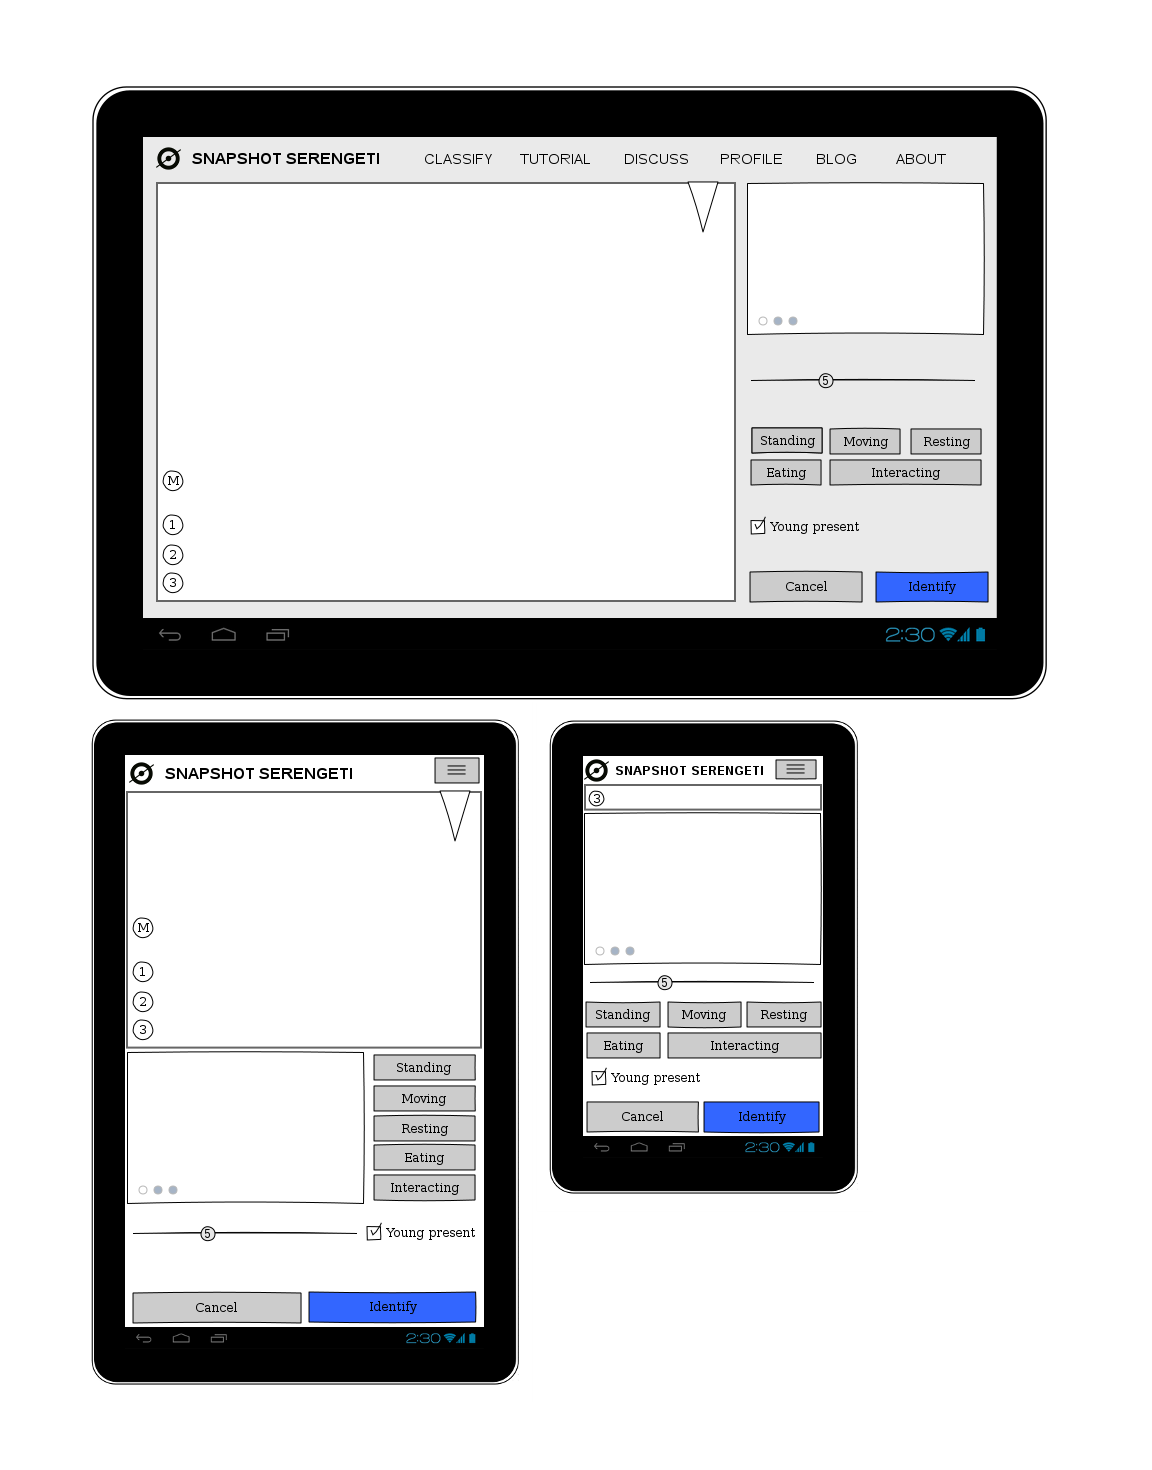 SNAPSHOT SERENGETI CLASSIFY TUTORIAL DISCUSS PROFILE BLOG ABOUT
M
1
2
3
5
Standing Moving Resting
Eating Interacting
Young present
Cancel Identify
2:30
SNAPSHOT SERENGETI
M
1
2
3
Standing
Moving
Resting
Eating
Interacting
5 Young present
Cancel Identify
2:30
SNAPSHOT SERENGETI
3
5
Standing Moving Resting
Eating Interacting
Young present
Cancel Identify
2:30